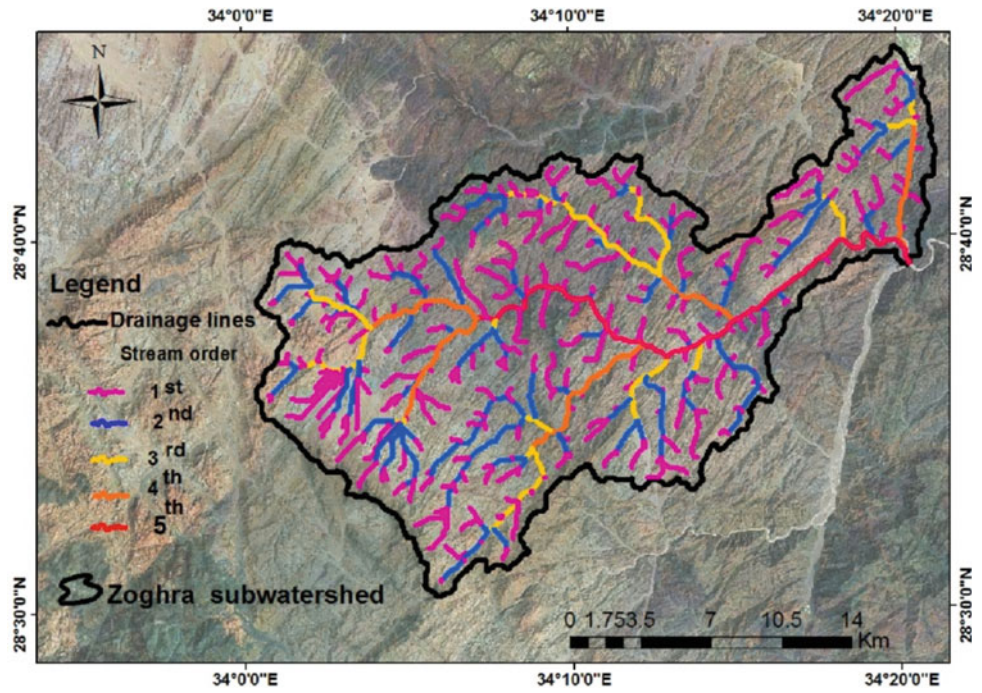 34°0'0"E 34°10'0"E 34°20'0"E
N
28°40'0"N
28°40'0"N
Legend
Drainage lines
Stream order
1st
2nd
3rd
4th
5th
Zoghra subwatershed
28°30'0"N
28°30'0"N
0 1.753.5 7 10.5 14
Km
34°0'0"E 34°10'0"E 34°20'0"E